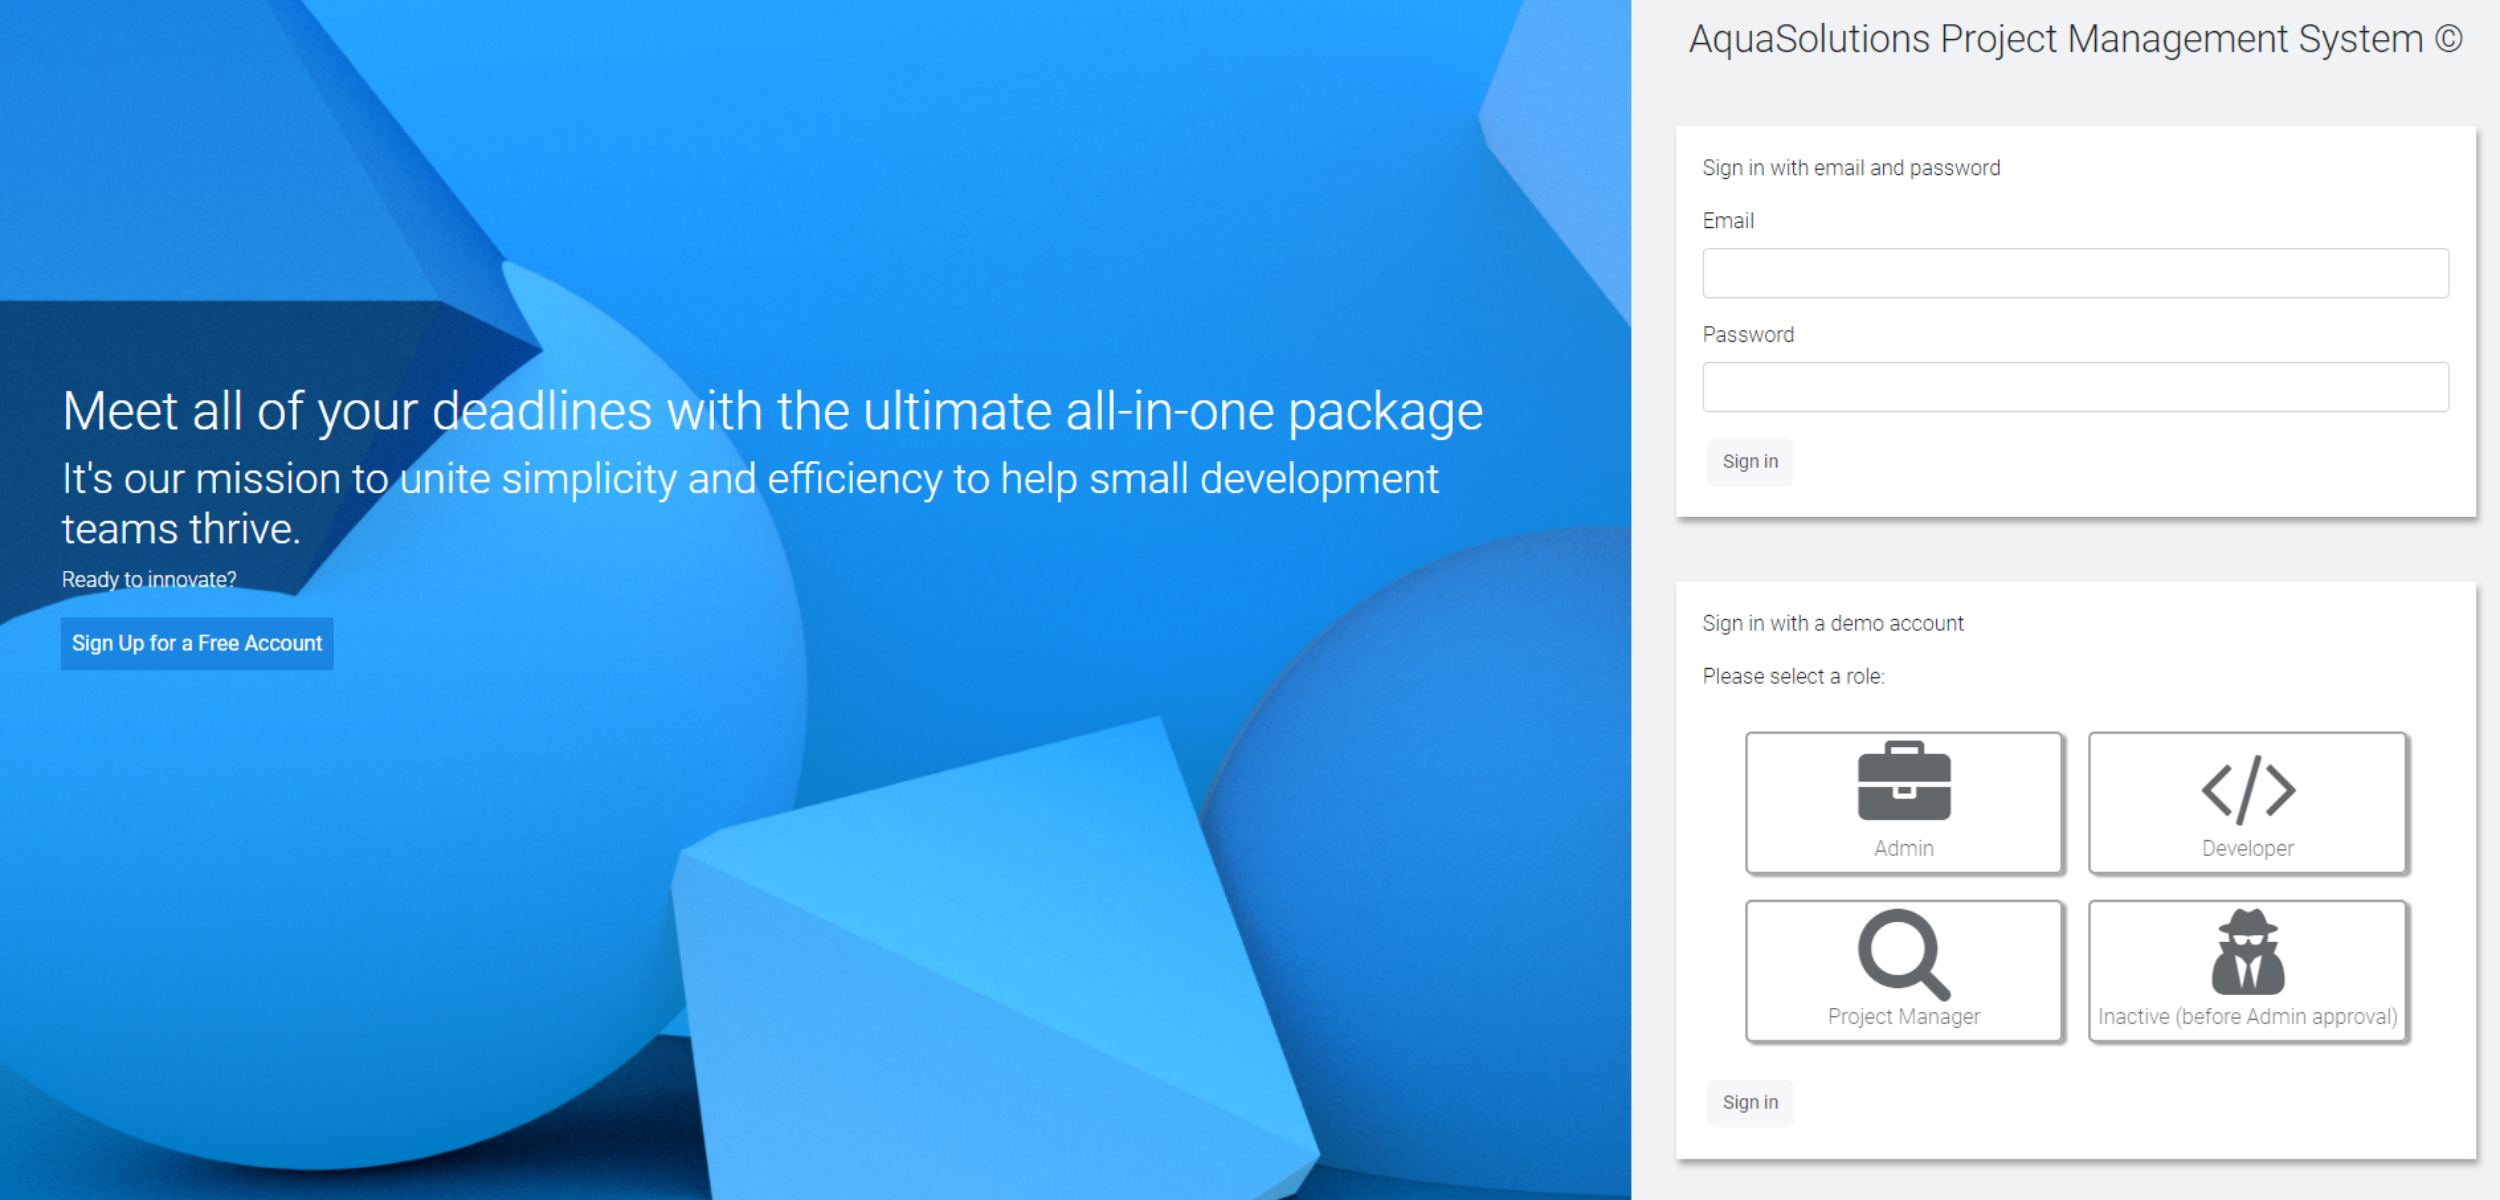 Meet all of your deadlines with the ultimate all-in-one package
It's our mission to unite simplicity and efficiency to help small development
teams thrive.
Ready to innovate?
Sign Up for a Free Account
AquaSolutions Project Management System ©
Sign in with email and password
Email
Password
Sign in
Sign in with a demo account
Please select a role:
Admin
Developer
Project Manager
Inactive (before Admin approval)
Sign in